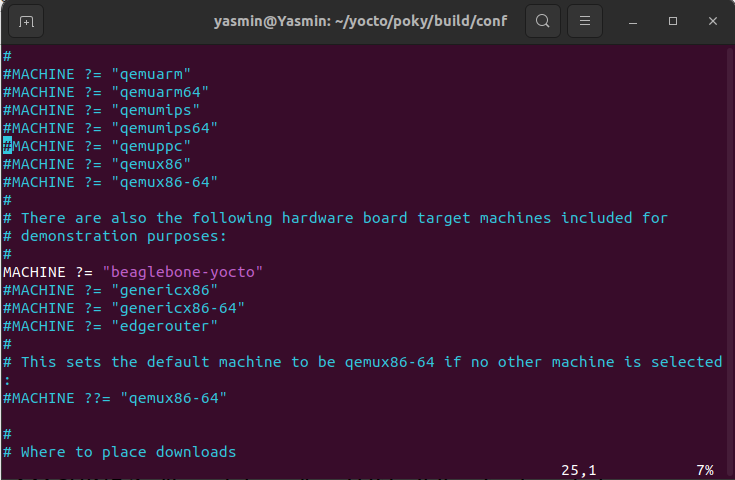 yasmin@Yasmin: ~/yocto/poky/build/conf
#
#MACHINE ?= "qemuarm"
#MACHINE ?= "qemuarm64"
#MACHINE ?= "qemumips"
#MACHINE ?= "qemumips64"
#MACHINE ?= "qemuppc"
#MACHINE ?= "qemux86"
#MACHINE ?= "qemux86-64"
#
# There are also the following hardware board target machines included for
# demonstration purposes:
#
MACHINE ?= "beaglebone-yocto"
#MACHINE ?= "genericx86"
#MACHINE ?= "genericx86-64"
#MACHINE ?= "edgerouter"
#
# This sets the default machine to be qemux86-64 if no other machine is selected
:
#MACHINE ??= "qemux86-64"
#
# Where to place downloads
25,1 7%